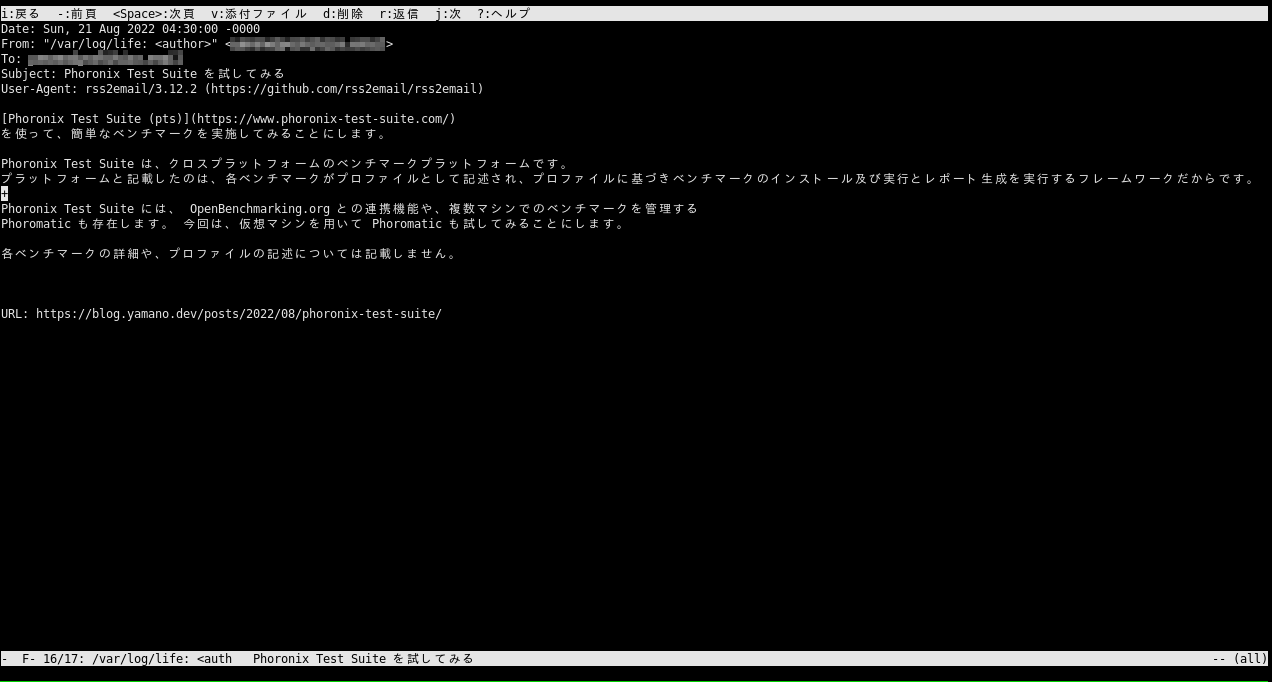 i:戻る  -:前頁  <Space>:次頁  v:添付ファイル  d:削除  r:返信  j:次  ?:ヘルプ
Date: Sun, 21 Aug 2022 04:30:00 -0000
From: "/var/log/life: <author>" < >
To:
Subject: Phoronix Test Suite を試してみる
User-Agent: rss2email/3.12.2 (https://github.com/rss2email/rss2email)
[Phoronix Test Suite (pts)](https://www.phoronix-test-suite.com/)
を使って、簡単なベンチマークを実施してみることにします。
Phoronix Test Suite は、クロスプラットフォームのベンチマークプラットフォームです。
プラットフォームと記載したのは、各ベンチマークがプロファイルとして記述され、プロファイルに基づきベンチマークのインストール及び実行とレポート生成を実行するフレームワークだからです。
+
Phoronix Test Suite には、 OpenBenchmarking.org との連携機能や、複数マシンでのベンチマークを管理する
Phoromatic も存在します。 今回は、仮想マシンを用いて Phoromatic も試してみることにします。
各ベンチマークの詳細や、プロファイルの記述については記載しません。
URL: https://blog.yamano.dev/posts/2022/08/phoronix-test-suite/
-  F- 16/17: /var/log/life: <auth   Phoronix Test Suite を試してみる  -- (all)